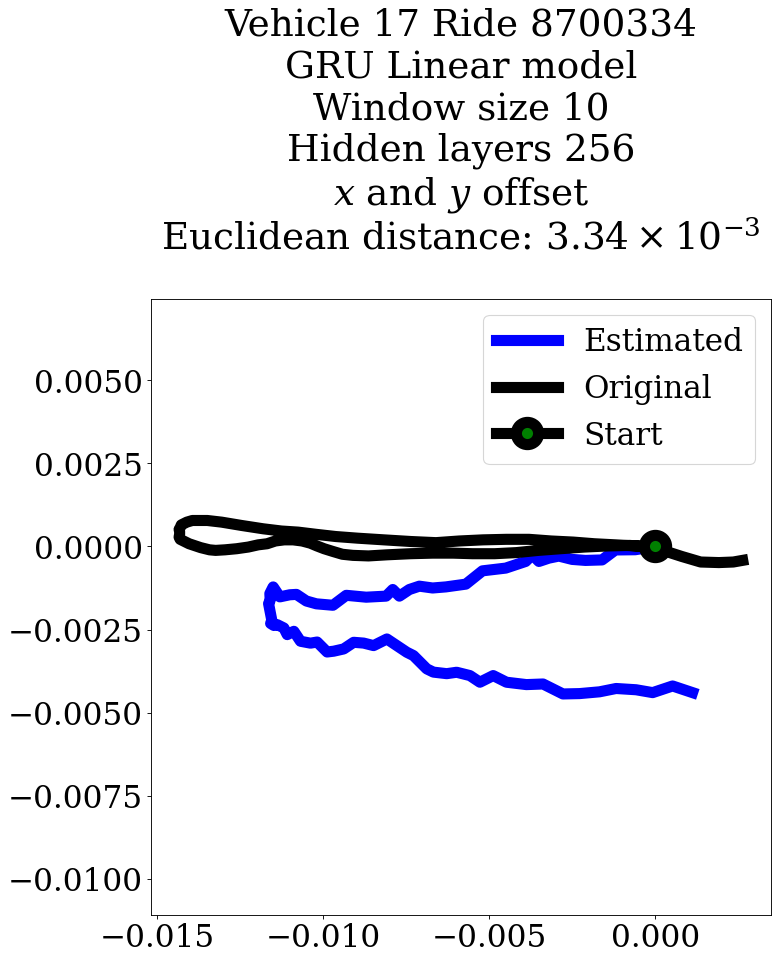 Vehicle 17 Ride 8700334
GRU Linear model
Window size 10
Hidden layers 256
x and y offset
Euclidean distance: 3.34 × 10⁻³
Estimated
Original
Start
0.0050
0.0025
0.0000
−0.0025
−0.0050
−0.0075
−0.0100
−0.015 −0.010 −0.005 0.000